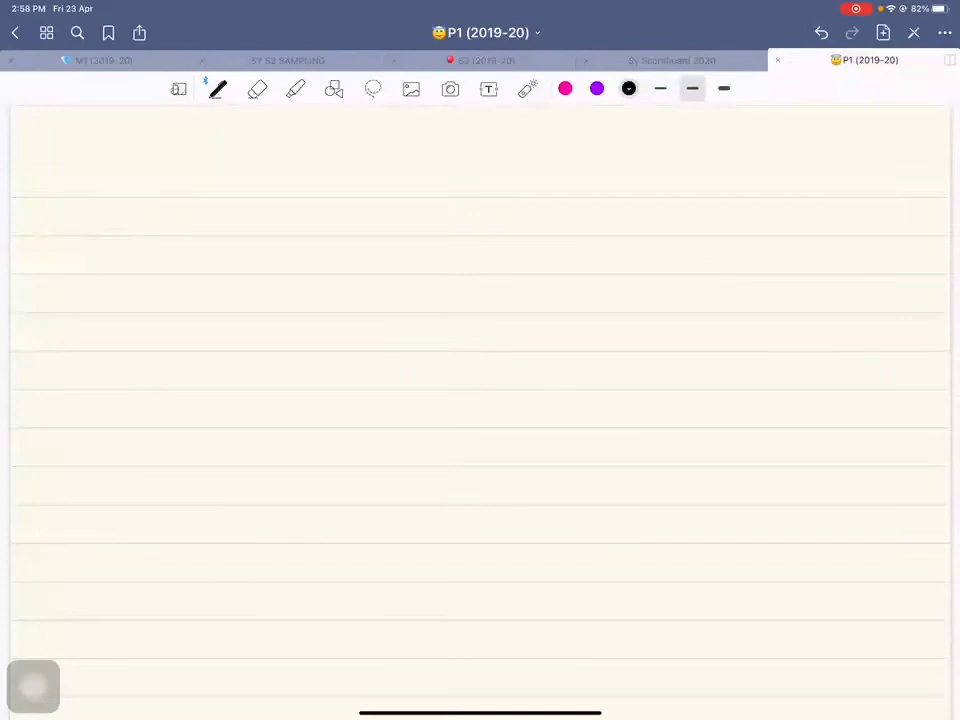 2:58 PM Fri 23 Apr
82%
😇P1 (2019-20)
M1 (2019-20)
SY S2 SAMPLING
S2 (2019-20)
Sy Scoreboard 2020
😇P1 (2019-20)
T